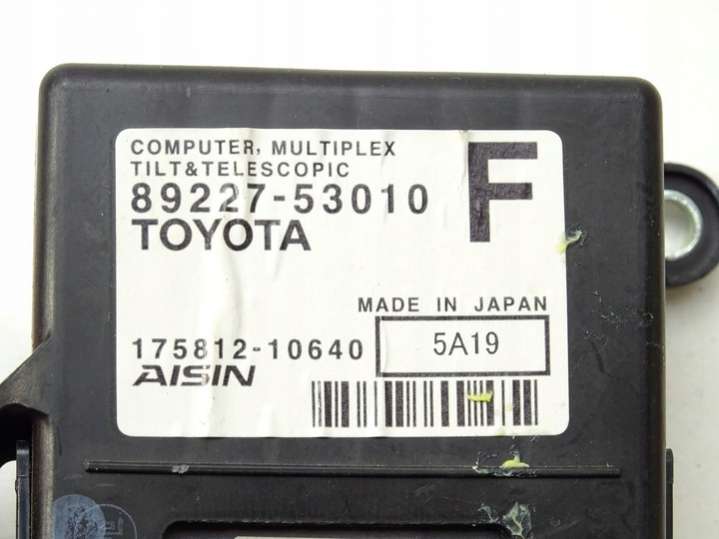 COMPUTER, MULTIPLEX
TILT&TELESCOPIC
89227-53010
F
TOYOTA
MADE IN JAPAN
175812-10640
5A19
AISIN